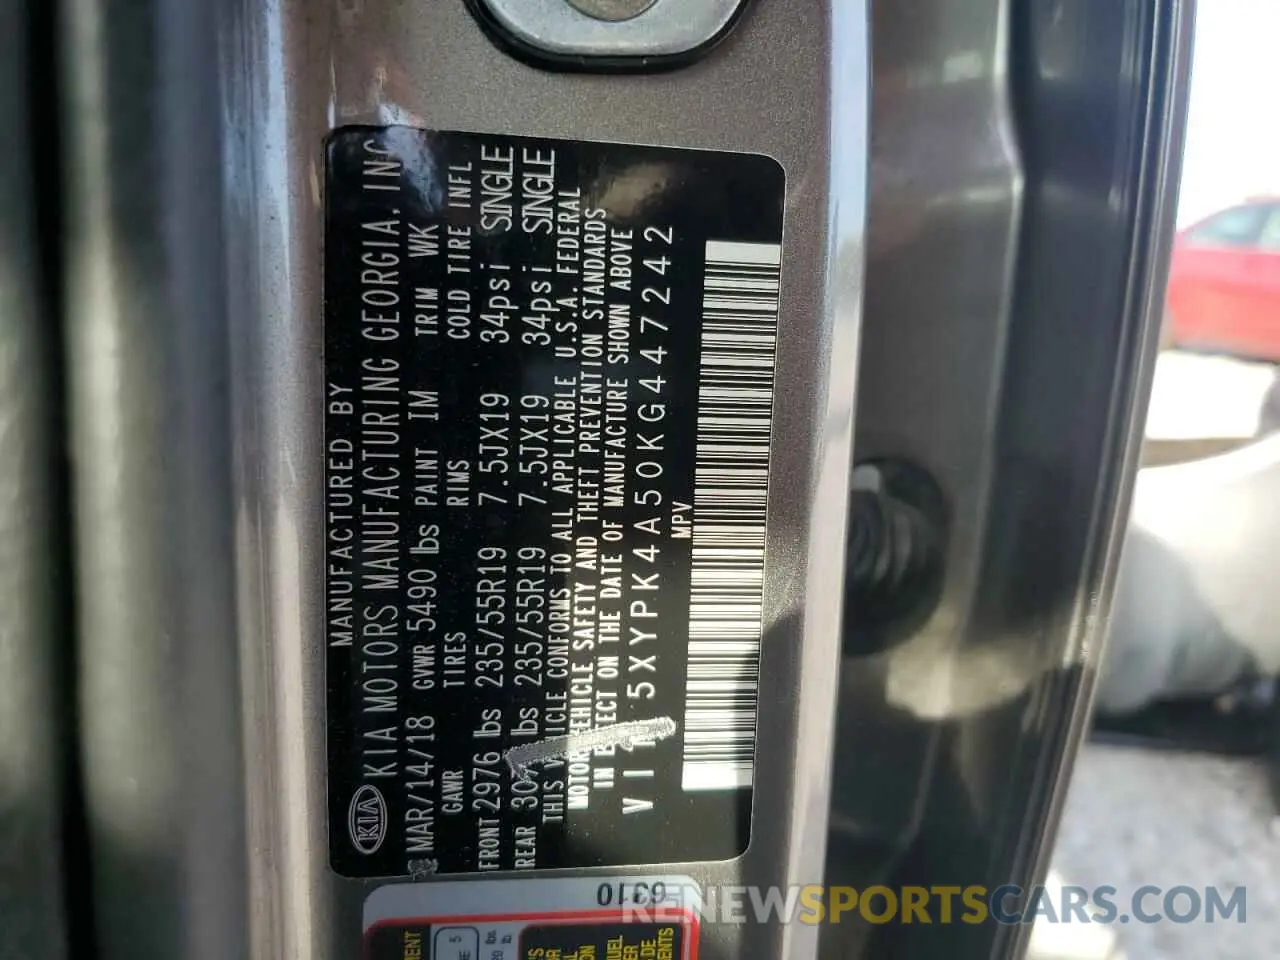 MANUFACTURED BY
KIA KIA MOTORS MANUFACTURING GEORGIA, INC
MAR/14/18 GVWR 5490 lbs PAINT IM TRIM WK
GAWR TIRES RIMS COLD TIRE INFL
FRONT 2976 lbs 235/55R19 7.5JX19 34psi SINGLE
REAR lbs 235/55R19 7.5JX19 34psi SINGLE
THIS CONFORMS TO ALL APPLICABLE U.S.A. FEDERAL
MOTOR VEHICLE SAFETY AND THEFT PREVENTION STANDARDS
IN EFFECT ON THE DATE OF MANUFACTURE SHOWN ABOVE
5XYPK4A50KG447242
MPV
6310
RENEWSPORTSCARS.COM